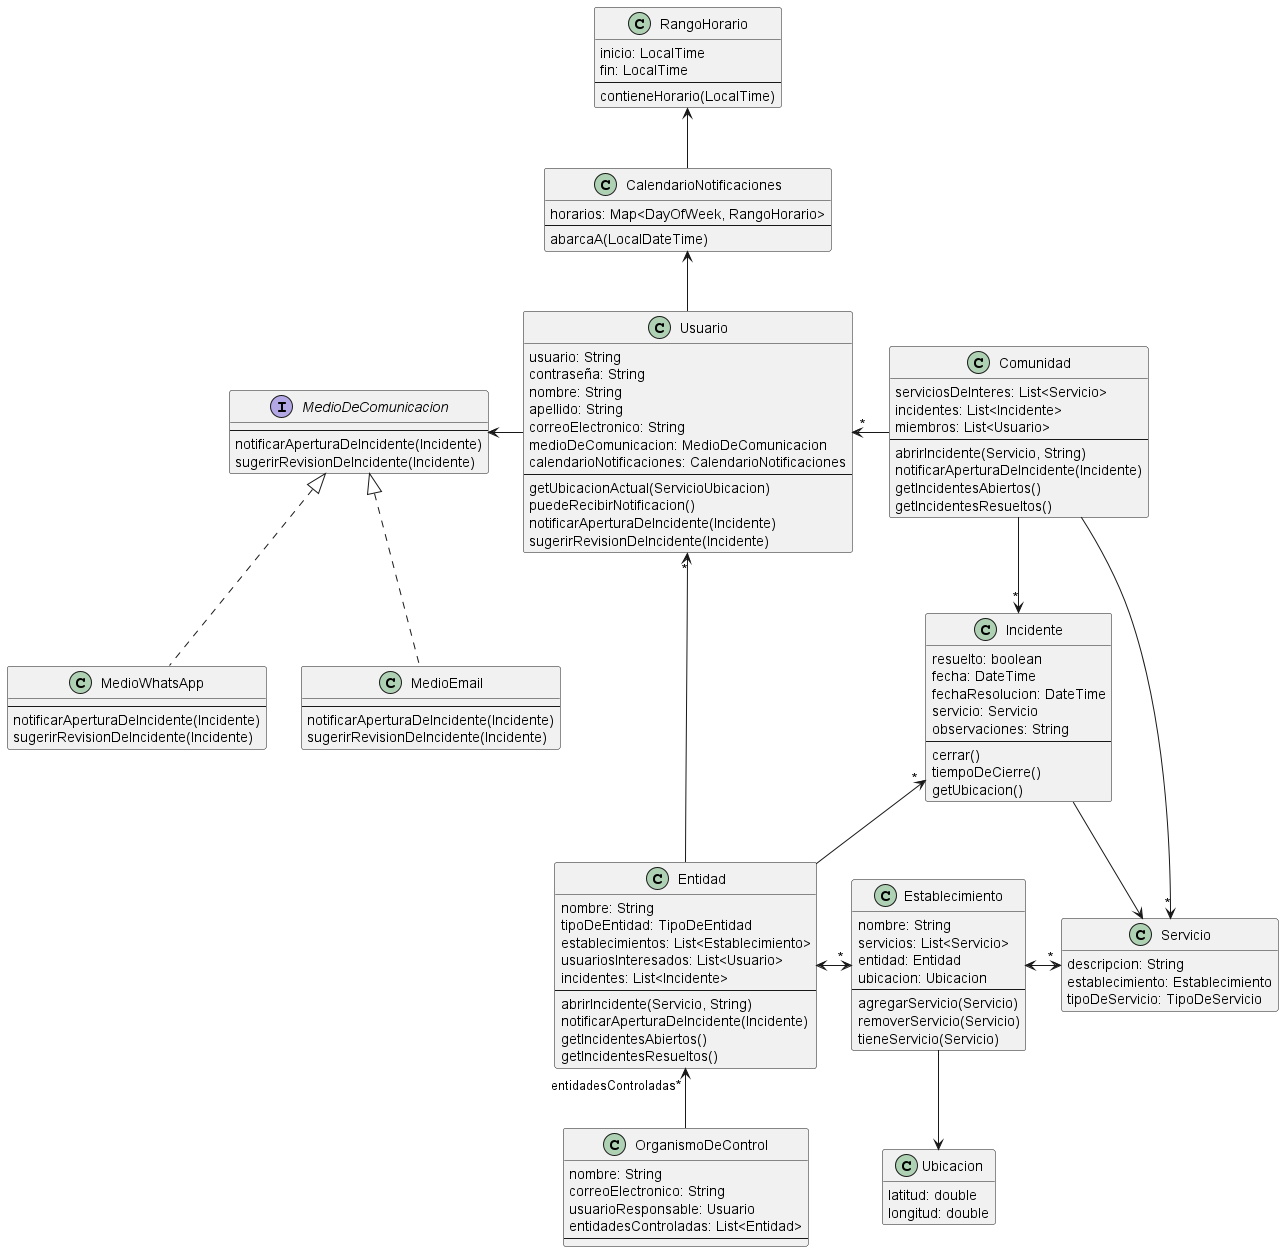 C RangoHorario
inicio: LocalTime
fin: LocalTime
contieneHorario(LocalTime)
C CalendarioNotificaciones
horarios: Map<DayOfWeek, RangoHorario>
abarcaA(LocalDateTime)
C Usuario
usuario: String
contraseña: String
nombre: String
apellido: String
correoElectronico: String
medioDeComunicacion: MedioDeComunicacion
calendarioNotificaciones: CalendarioNotificaciones
getUbicacionActual(ServicioUbicacion)
puedeRecibirNotificacion()
notificarAperturaDeIncidente(Incidente)
sugerirRevisionDeIncidente(Incidente)
*
*
C Comunidad
serviciosDeInteres: List<Servicio>
incidentes: List<Incidente>
miembros: List<Usuario>
abrirIncidente(Servicio, String)
notificarAperturaDeIncidente(Incidente)
getIncidentesAbiertos()
getIncidentesResueltos()
I MedioDeComunicacion
notificarAperturaDeIncidente(Incidente)
sugerirRevisionDeIncidente(Incidente)
C MedioWhatsApp
notificarAperturaDeIncidente(Incidente)
sugerirRevisionDeIncidente(Incidente)
C MedioEmail
notificarAperturaDeIncidente(Incidente)
sugerirRevisionDeIncidente(Incidente)
*
C Incidente
resuelto: boolean
fecha: DateTime
fechaResolucion: DateTime
servicio: Servicio
observaciones: String
cerrar()
tiempoDeCierre()
getUbicacion()
*
C Entidad
nombre: String
tipoDeEntidad: TipoDeEntidad
establecimientos: List<Establecimiento>
usuariosInteresados: List<Usuario>
incidentes: List<Incidente>
abrirIncidente(Servicio, String)
notificarAperturaDeIncidente(Incidente)
getIncidentesAbiertos()
getIncidentesResueltos()
*
C Establecimiento
nombre: String
servicios: List<Servicio>
entidad: Entidad
ubicacion: Ubicacion
agregarServicio(Servicio)
removerServicio(Servicio)
tieneServicio(Servicio)
*
*
C Servicio
descripcion: String
establecimiento: Establecimiento
tipoDeServicio: TipoDeServicio
entidadesControladas*
C OrganismoDeControl
nombre: String
correoElectronico: String
usuarioResponsable: Usuario
entidadesControladas: List<Entidad>
C Ubicacion
latitud: double
longitud: double